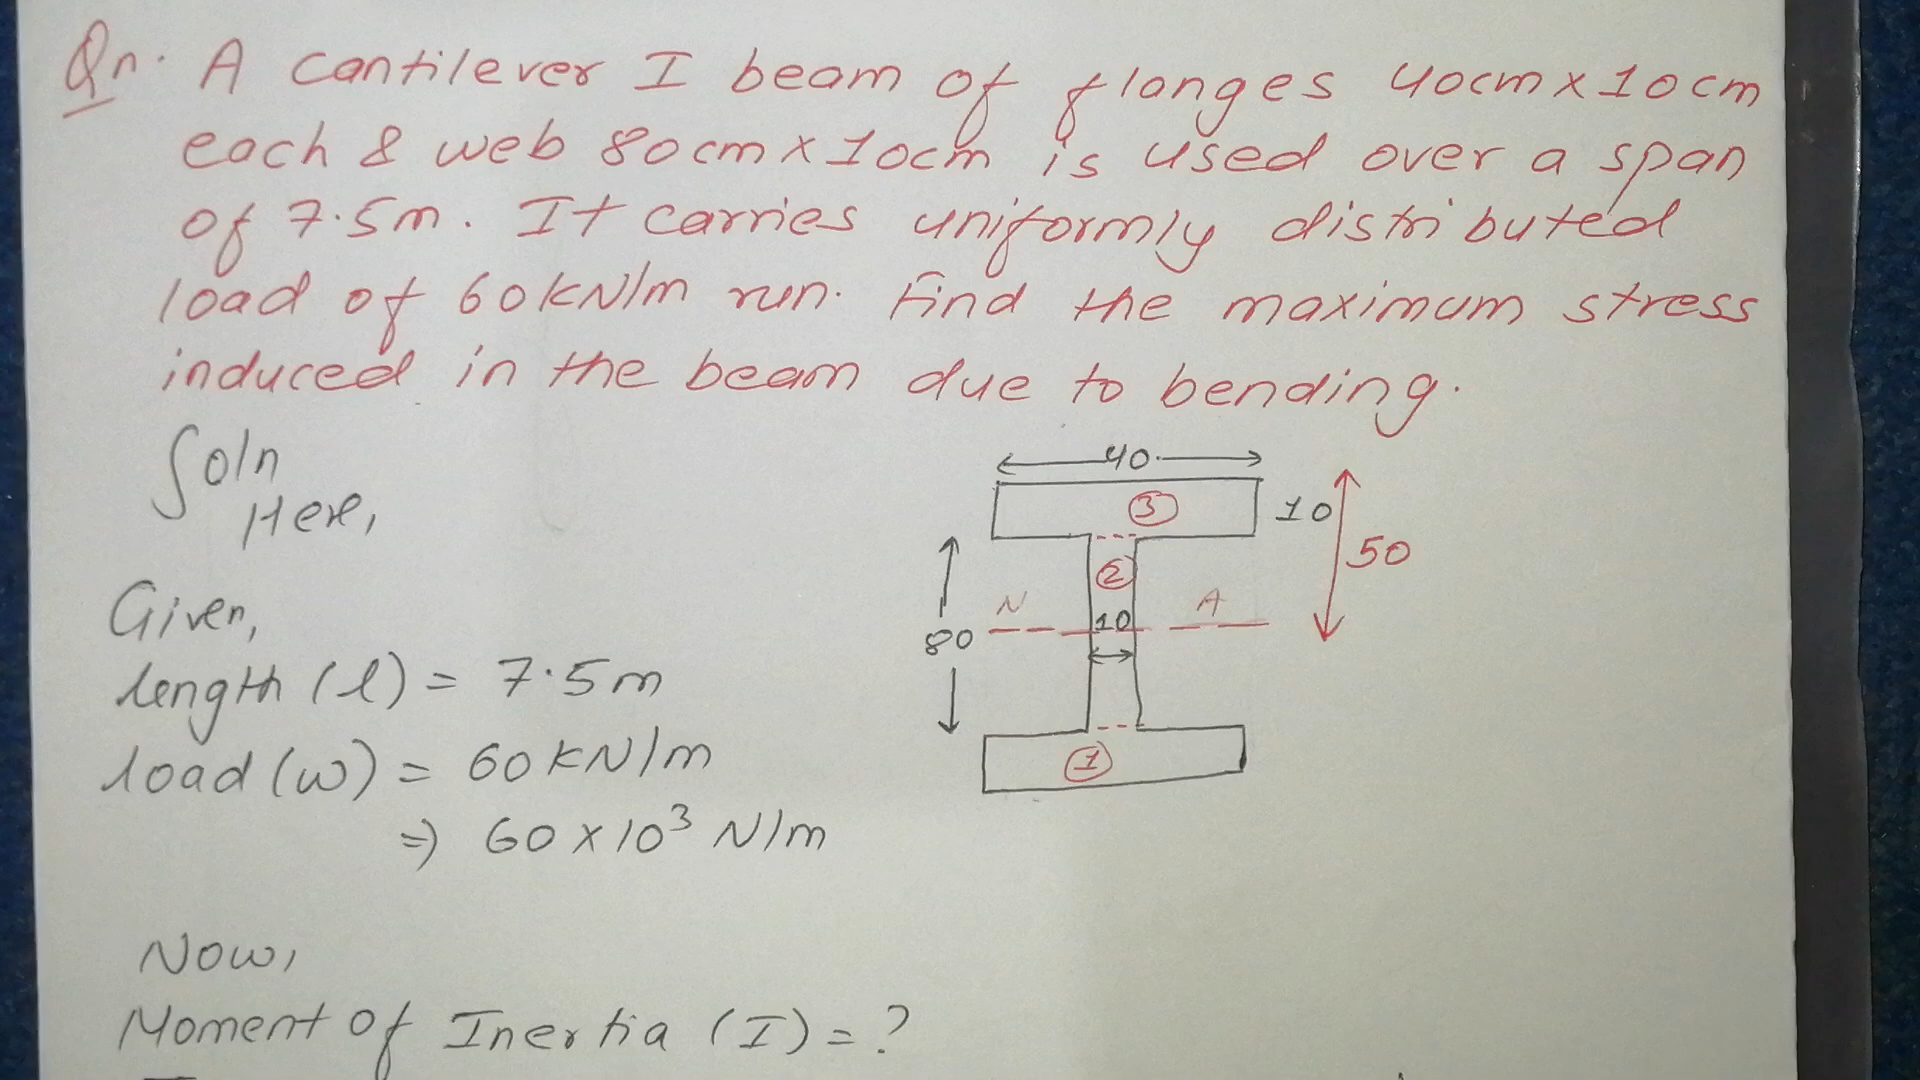 Qn. A cantilever I beam of flanges 40cm x 10cm
each & web 80cm x 10cm is used over a span
of 7.5m. It carries uniformly distributed
load of 60kN/m run. Find the maximum stress
induced in the beam due to bending.
Soln
Here,
40
3
10
50
2
N
A
10
80
1
Given,
length (l) = 7.5m
load (w) = 60kN/m
⇒ 60 x 10³ N/m
Now,
Moment of Inertia (I) = ?